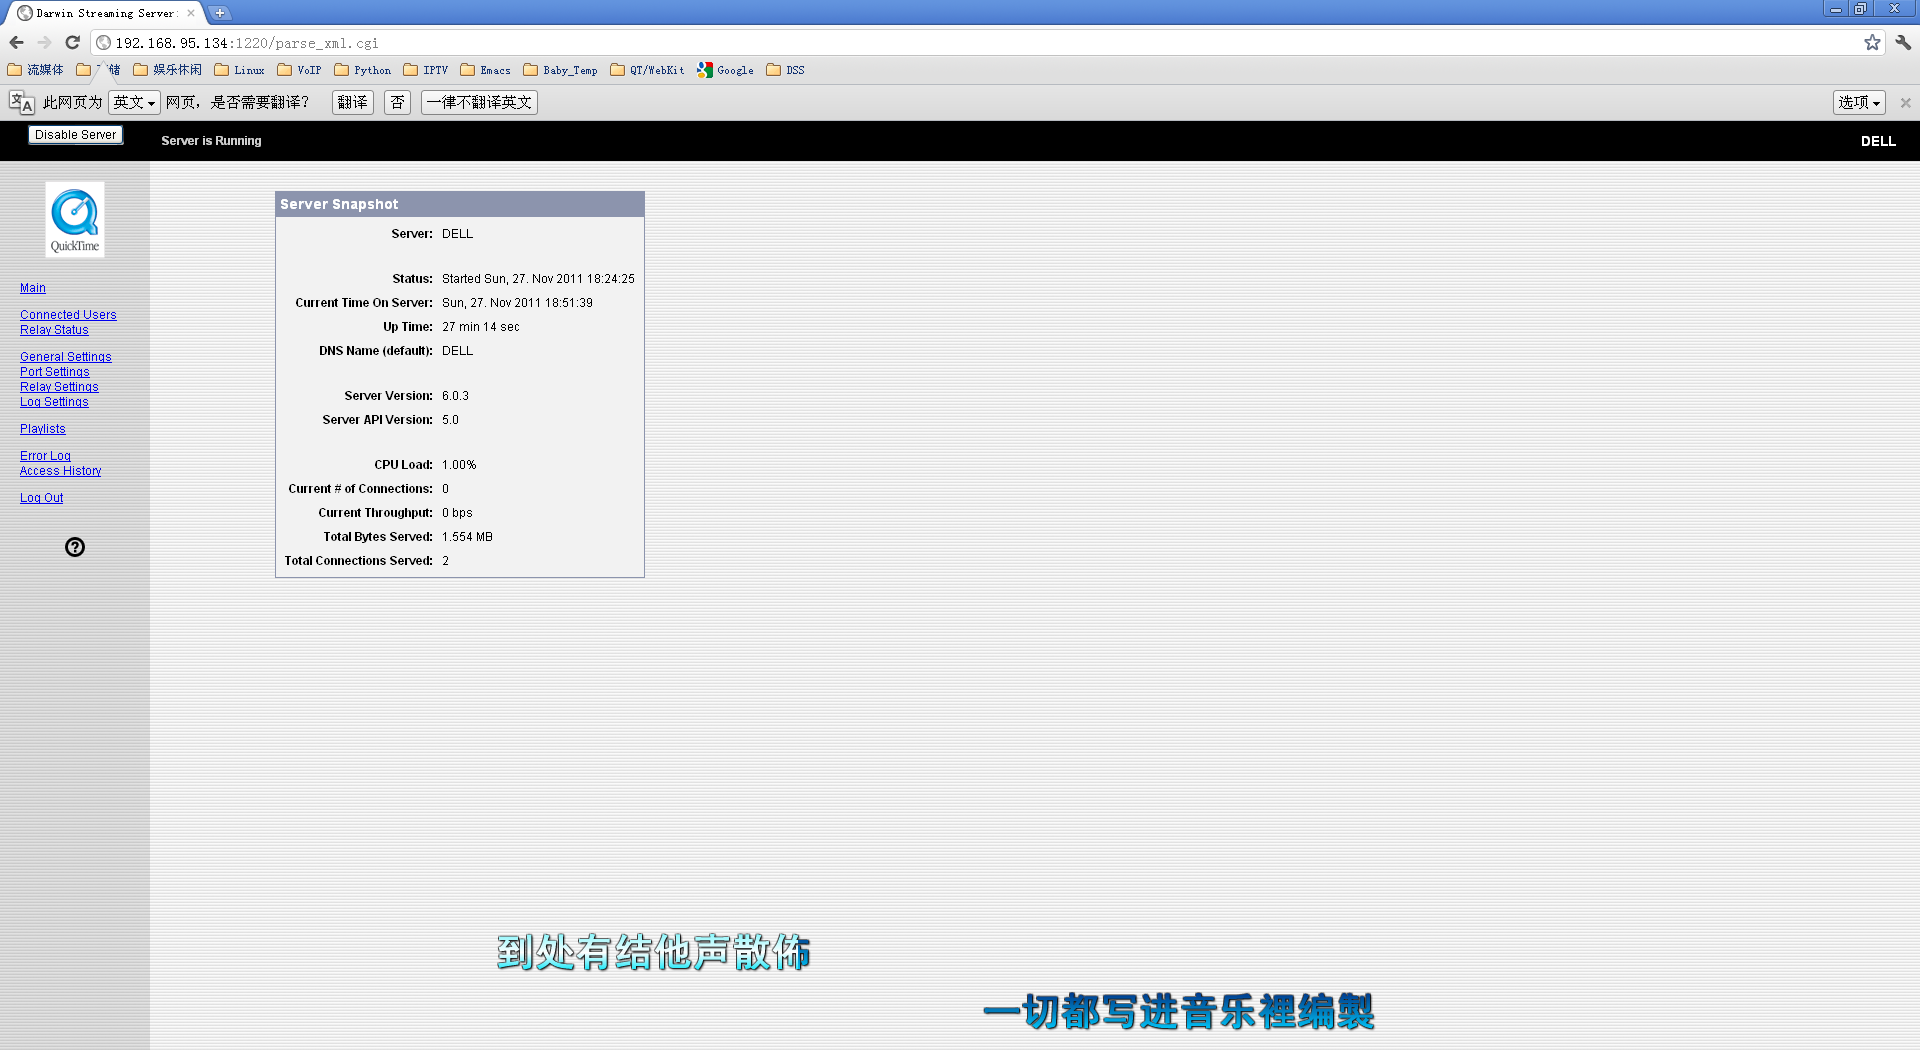 Darwin Streaming Server
192.168.95.134:1220/parse_xml.cgi
流媒体 储 娱乐休闲 Linux VoIP Python IPTV Emacs Baby_Temp QT/WebKit Google DSS
此网页为 英文 网页，是否需要翻译？ 翻译 否 一律不翻译英文 选项
Disable Server Server is Running DELL
QuickTime
Main
Connected Users
Relay Status
General Settings
Port Settings
Relay Settings
Log Settings
Playlists
Error Log
Access History
Log Out
Server Snapshot
Server: DELL
Status: Started Sun, 27. Nov 2011 18:24:25
Current Time On Server: Sun, 27. Nov 2011 18:51:39
Up Time: 27 min 14 sec
DNS Name (default): DELL
Server Version: 6.0.3
Server API Version: 5.0
CPU Load: 1.00%
Current # of Connections: 0
Current Throughput: 0 bps
Total Bytes Served: 1.554 MB
Total Connections Served: 2
到处有结他声散佈
一切都写进音乐裡编製